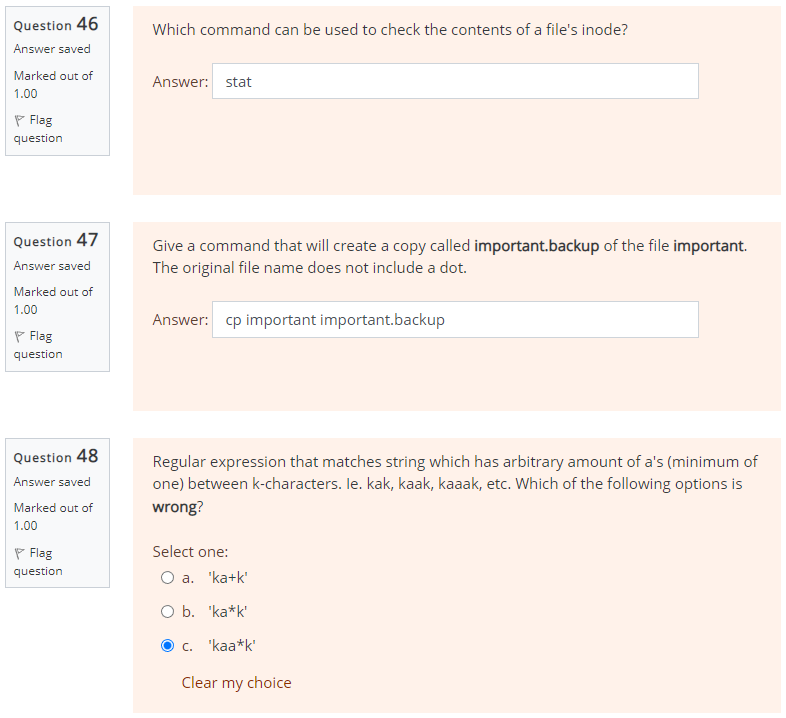 Question 46
Answer saved
Marked out of
1.00
Flag
question
Which command can be used to check the contents of a file's inode?
Answer: stat
Question 47
Answer saved
Marked out of
1.00
Flag
question
Give a command that will create a copy called important.backup of the file important.
The original file name does not include a dot.
Answer: cp important important.backup
Question 48
Answer saved
Marked out of
1.00
Flag
question
Regular expression that matches string which has arbitrary amount of a's (minimum of
one) between k-characters. Ie. kak, kaak, kaaak, etc. Which of the following options is
wrong?
Select one:
a. 'ka+k'
b. 'ka*k'
c. 'kaa*k'
Clear my choice